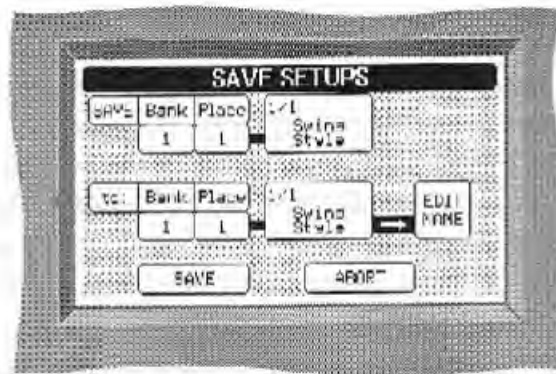 SAVE SETUPS
SAVE Bank Place 1/1
1 1 Swing
Style
to: Bank Place 1/1
1 1 Swing
Style
EDIT
NAME
SAVE ABORT